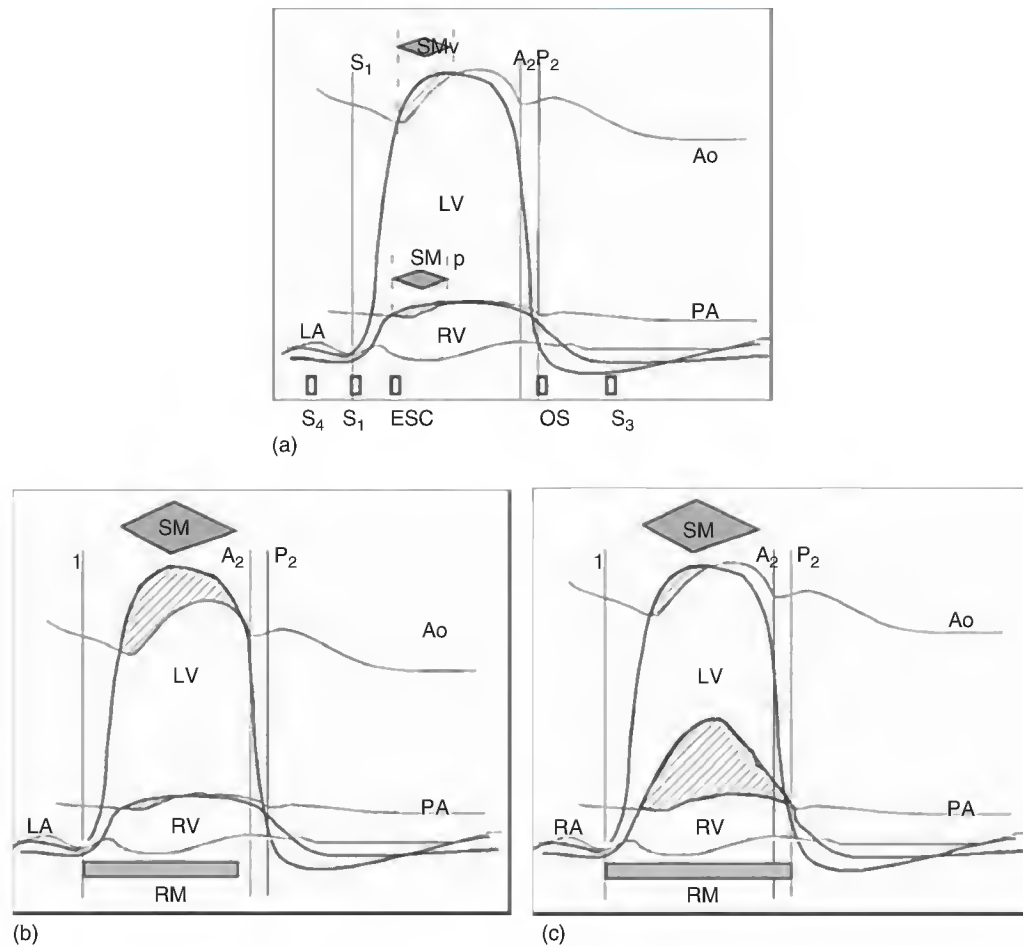 SMv
S1
A2P2
Ao
LV
SM p
PA
LA
RV
S4 S1 ESC OS S3
(a)
SM
1
A2 P2
Ao
LV
PA
LA
RV
RM
(b)
SM
1
A2 P2
Ao
LV
PA
RA
RV
RM
(c)